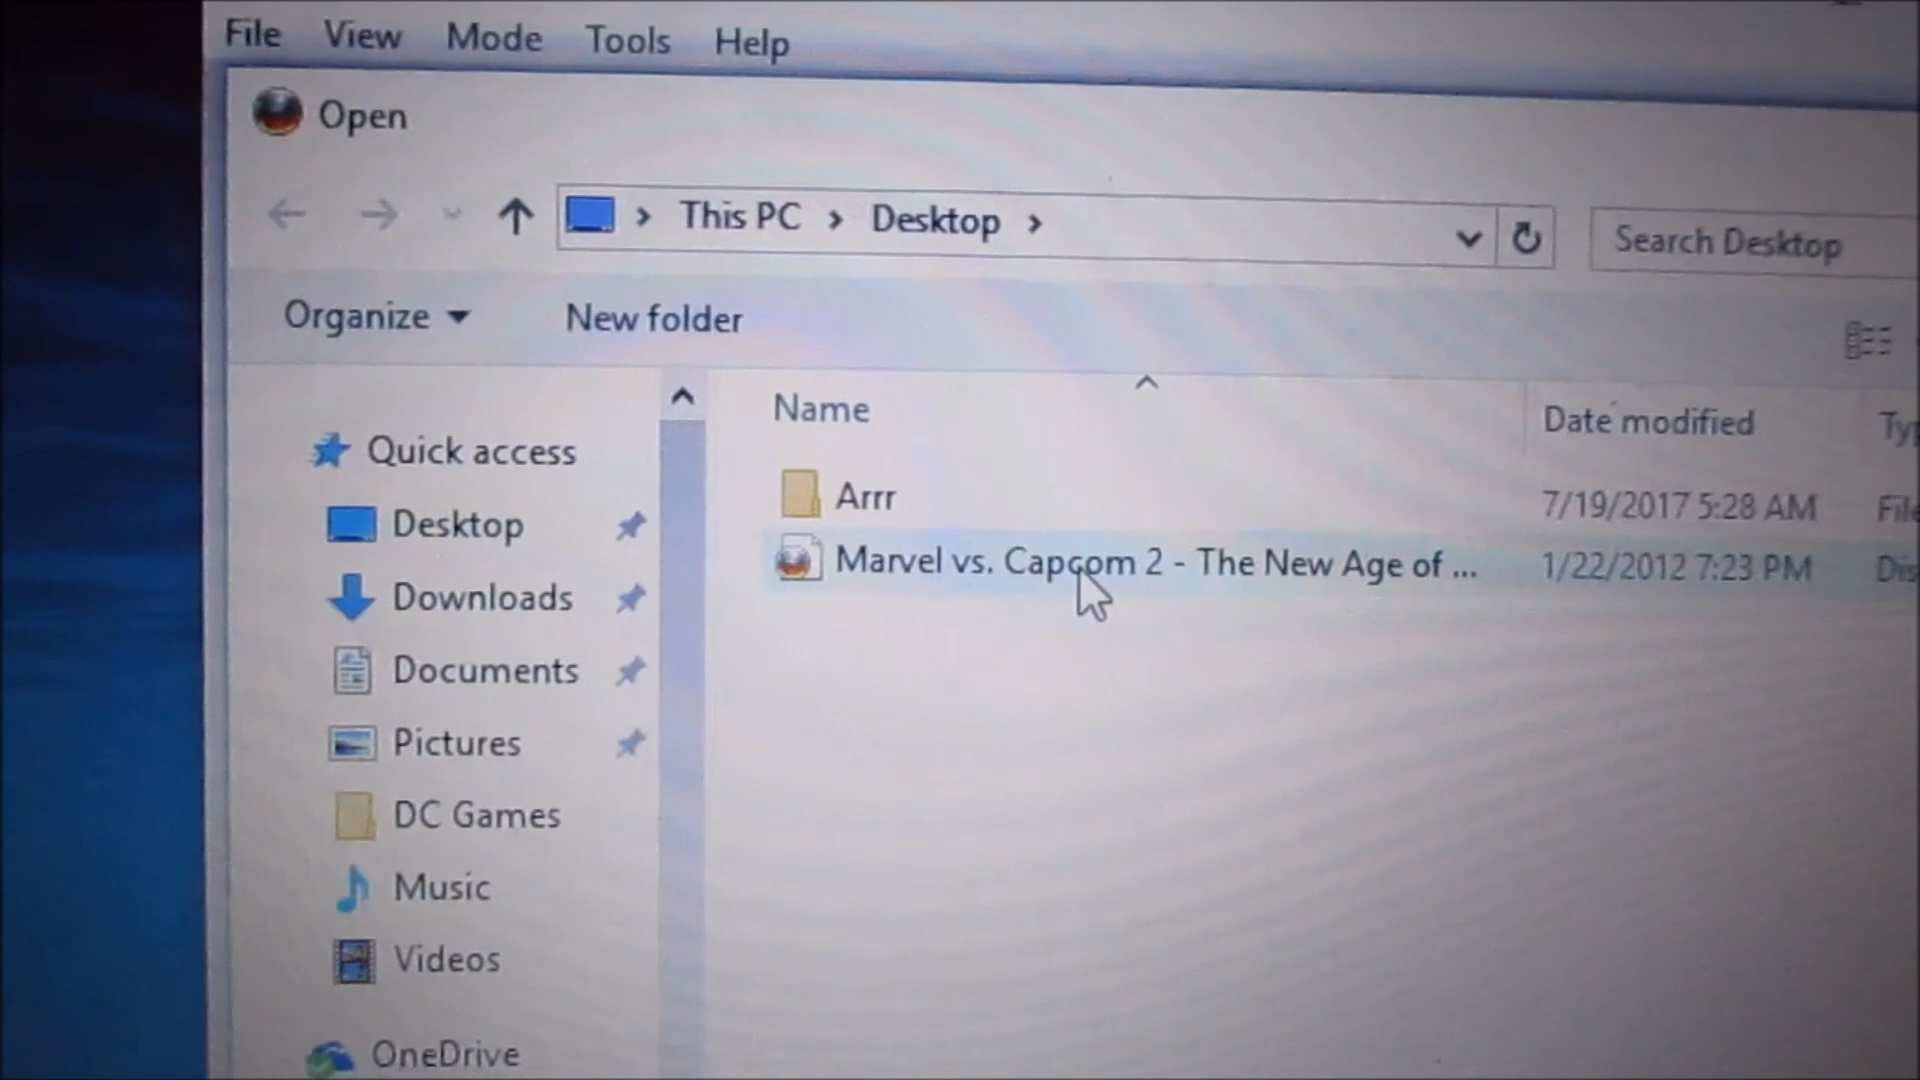 File View Mode Tools Help
Open
This PC Desktop
Search Desktop
Organize New folder
Name Date modified
Quick access
Arrr 7/19/2017 5:28 AM
Desktop
Marvel vs. Capcom 2 - The New Age of ... 1/22/2012 7:23 PM
Downloads
Documents
Pictures
DC Games
Music
Videos
OneDrive